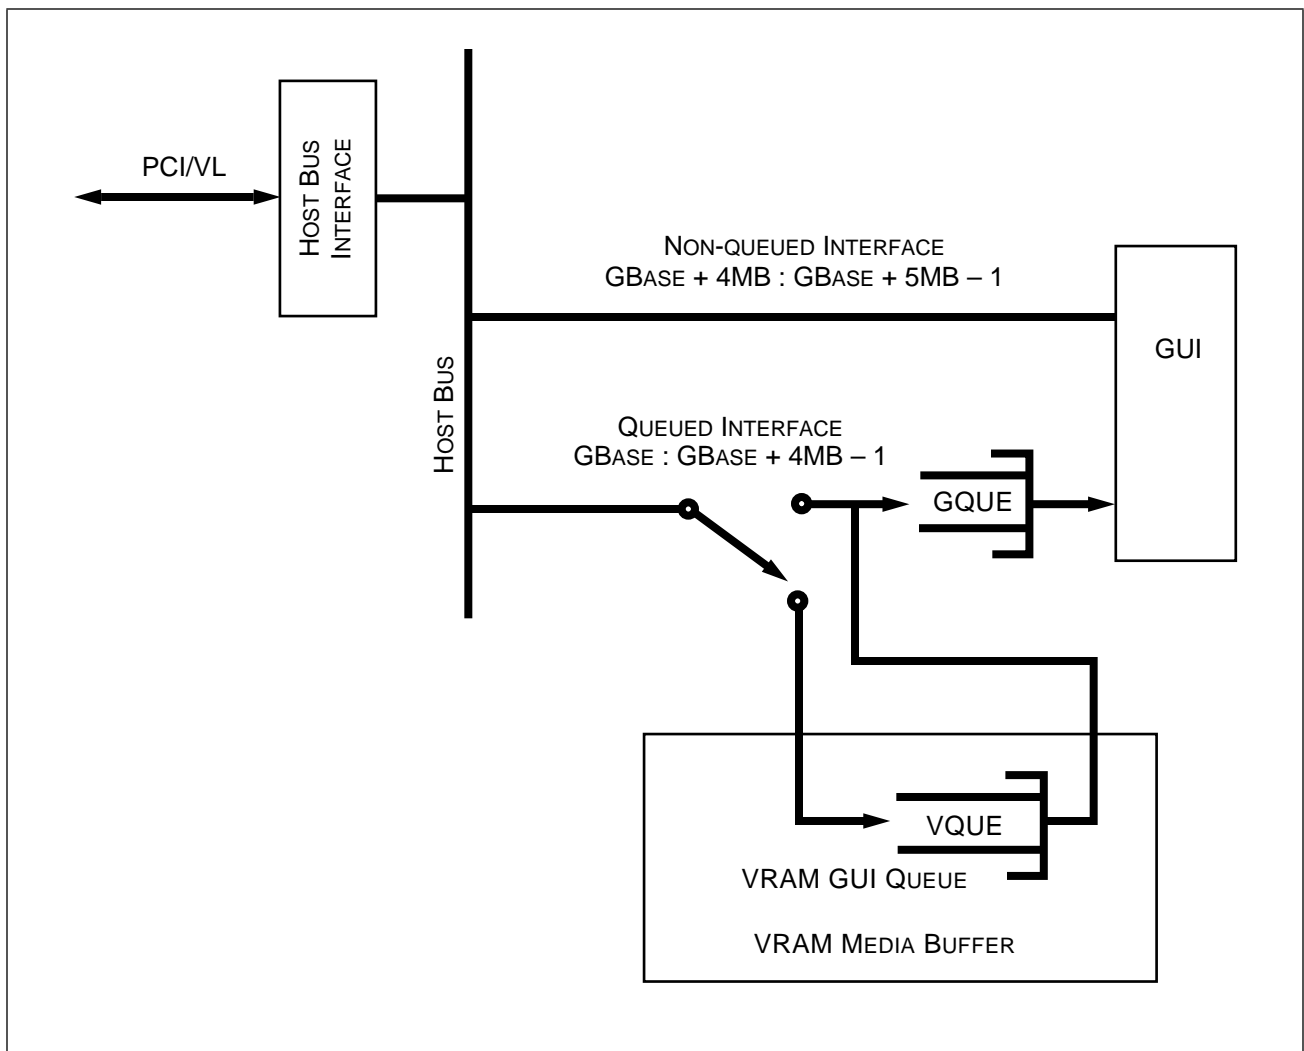 PCI/VL
HOST BUS
INTERFACE
NON-QUEUED INTERFACE
GBASE + 4MB : GBASE + 5MB – 1
GUI
HOST BUS
QUEUED INTERFACE
GBASE : GBASE + 4MB – 1
GQUE
VQUE
VRAM GUI QUEUE
VRAM MEDIA BUFFER